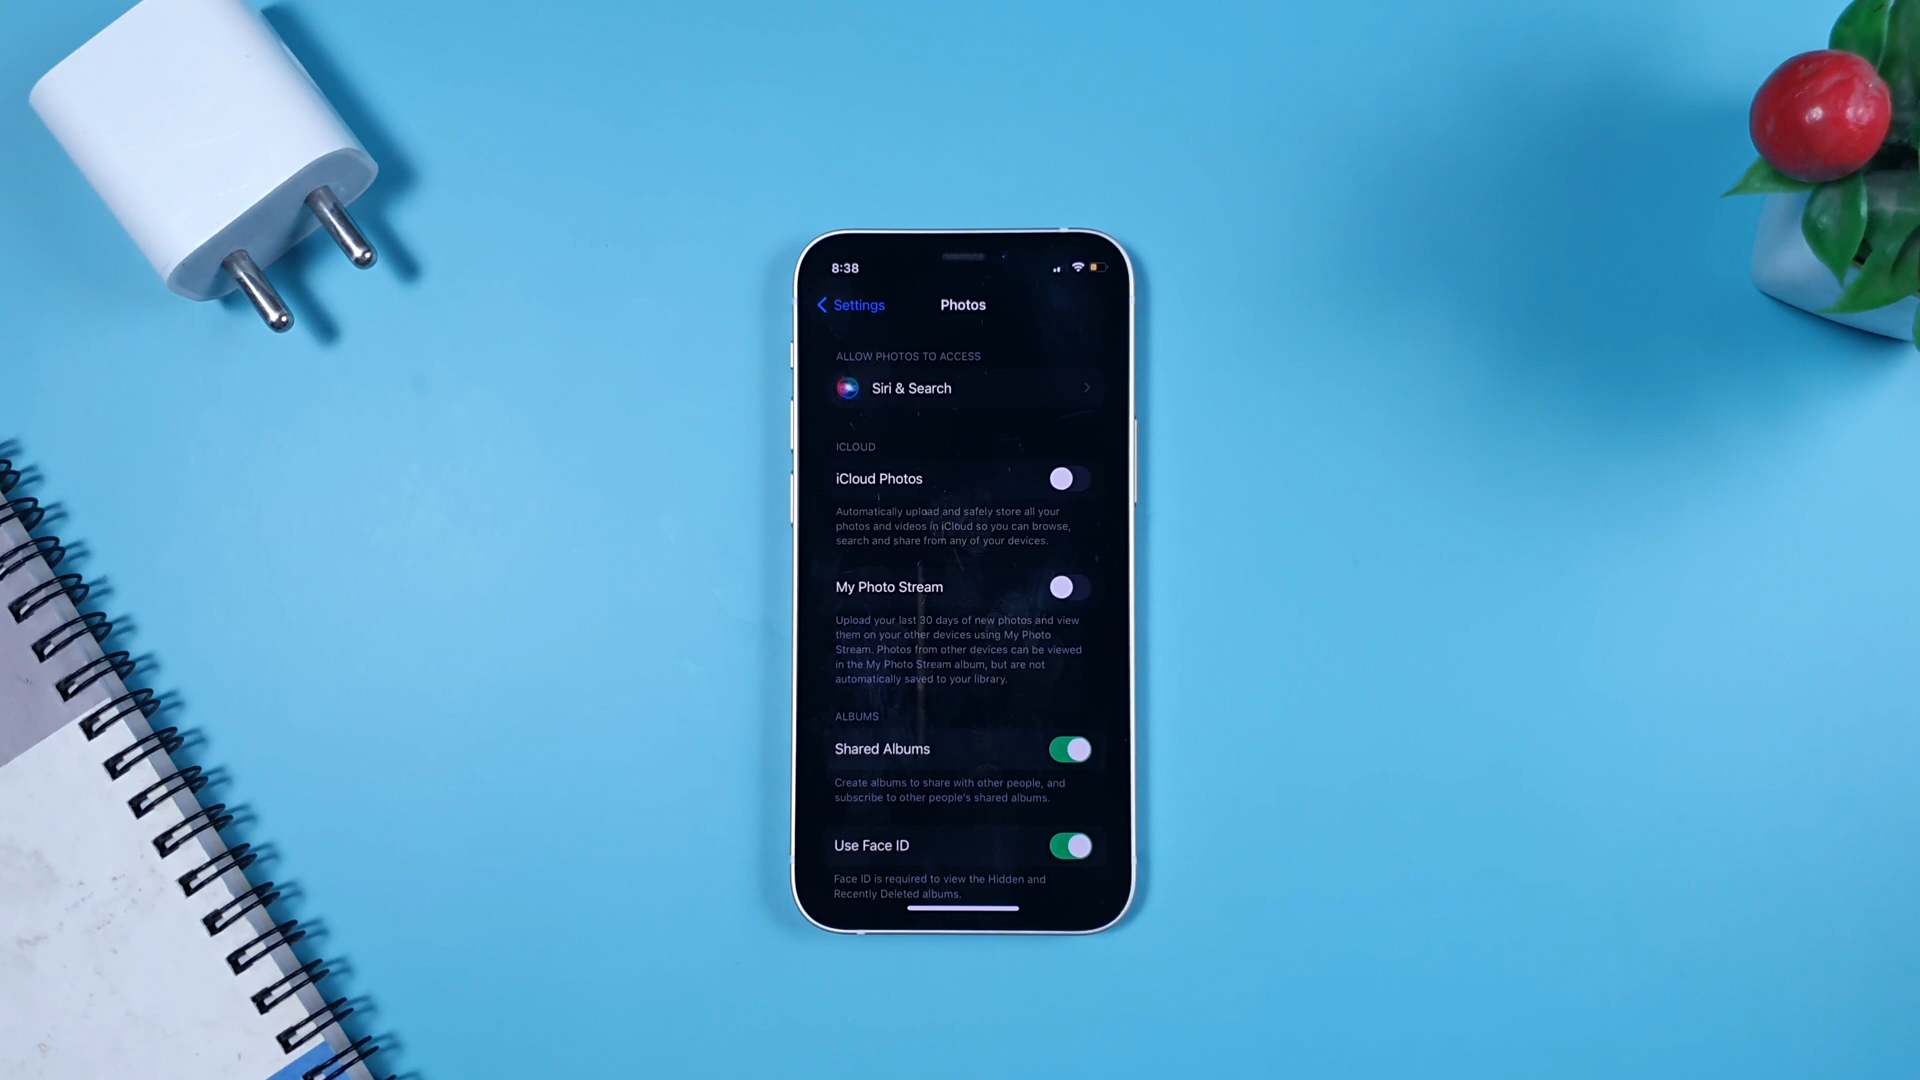 8:38
Settings
Photos
ALLOW PHOTOS TO ACCESS
Siri & Search
ICLOUD
iCloud Photos
Automatically upload and safely store all your
photos and videos in iCloud so you can browse,
search and share from any of your devices.
My Photo Stream
Upload your last 30 days of new photos and view
them on your other devices using My Photo
Stream. Photos from other devices can be viewed
in the My Photo Stream album, but are not
automatically saved to your library.
ALBUMS
Shared Albums
Create albums to share with other people, and
subscribe to other people's shared albums.
Use Face ID
Face ID is required to view the Hidden and
Recently Deleted albums.